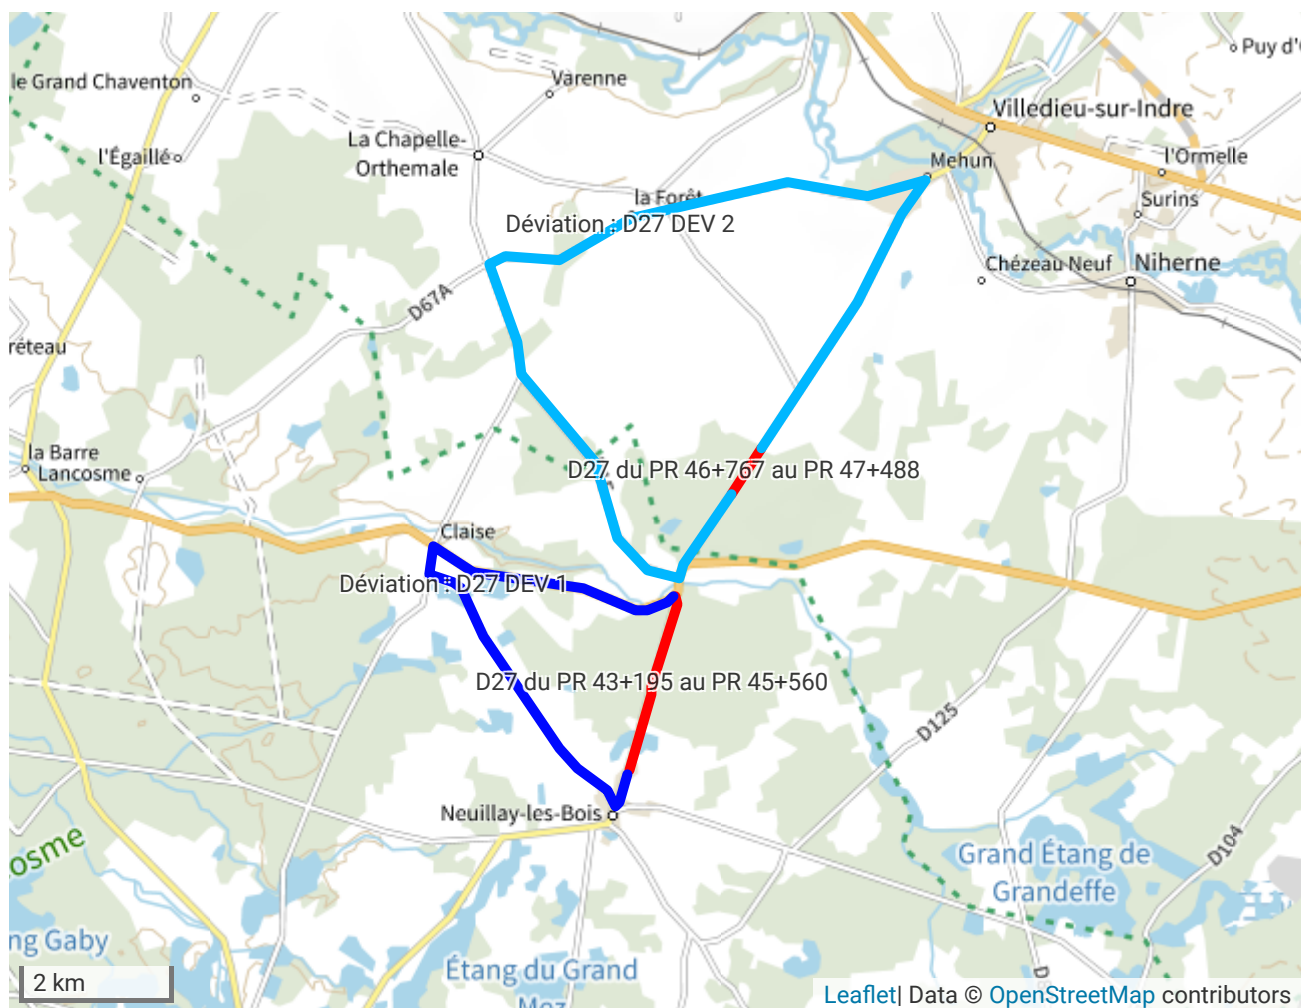 Puy d'
le Grand Chaventon
Varenne
Villedieu-sur-Indre
La Chapelle-
Orthemale
l'Égaillé
Mehun
l'Ormelle
la Forêt
Surins
Déviation : D27 DEV 2
Chézeau Neuf
Niherne
D67A
réteau
la Barre
Lancosme
D27 du PR 46+767 au PR 47+488
Claise
Déviation : D27 DEV 1
D27 du PR 43+195 au PR 45+560
D125
Neuillay-les-Bois
osme
D104
Grand Étang de
Grandeffe
ng Gaby
Étang du Grand
Mez
2 km
Leaflet| Data © OpenStreetMap contributors